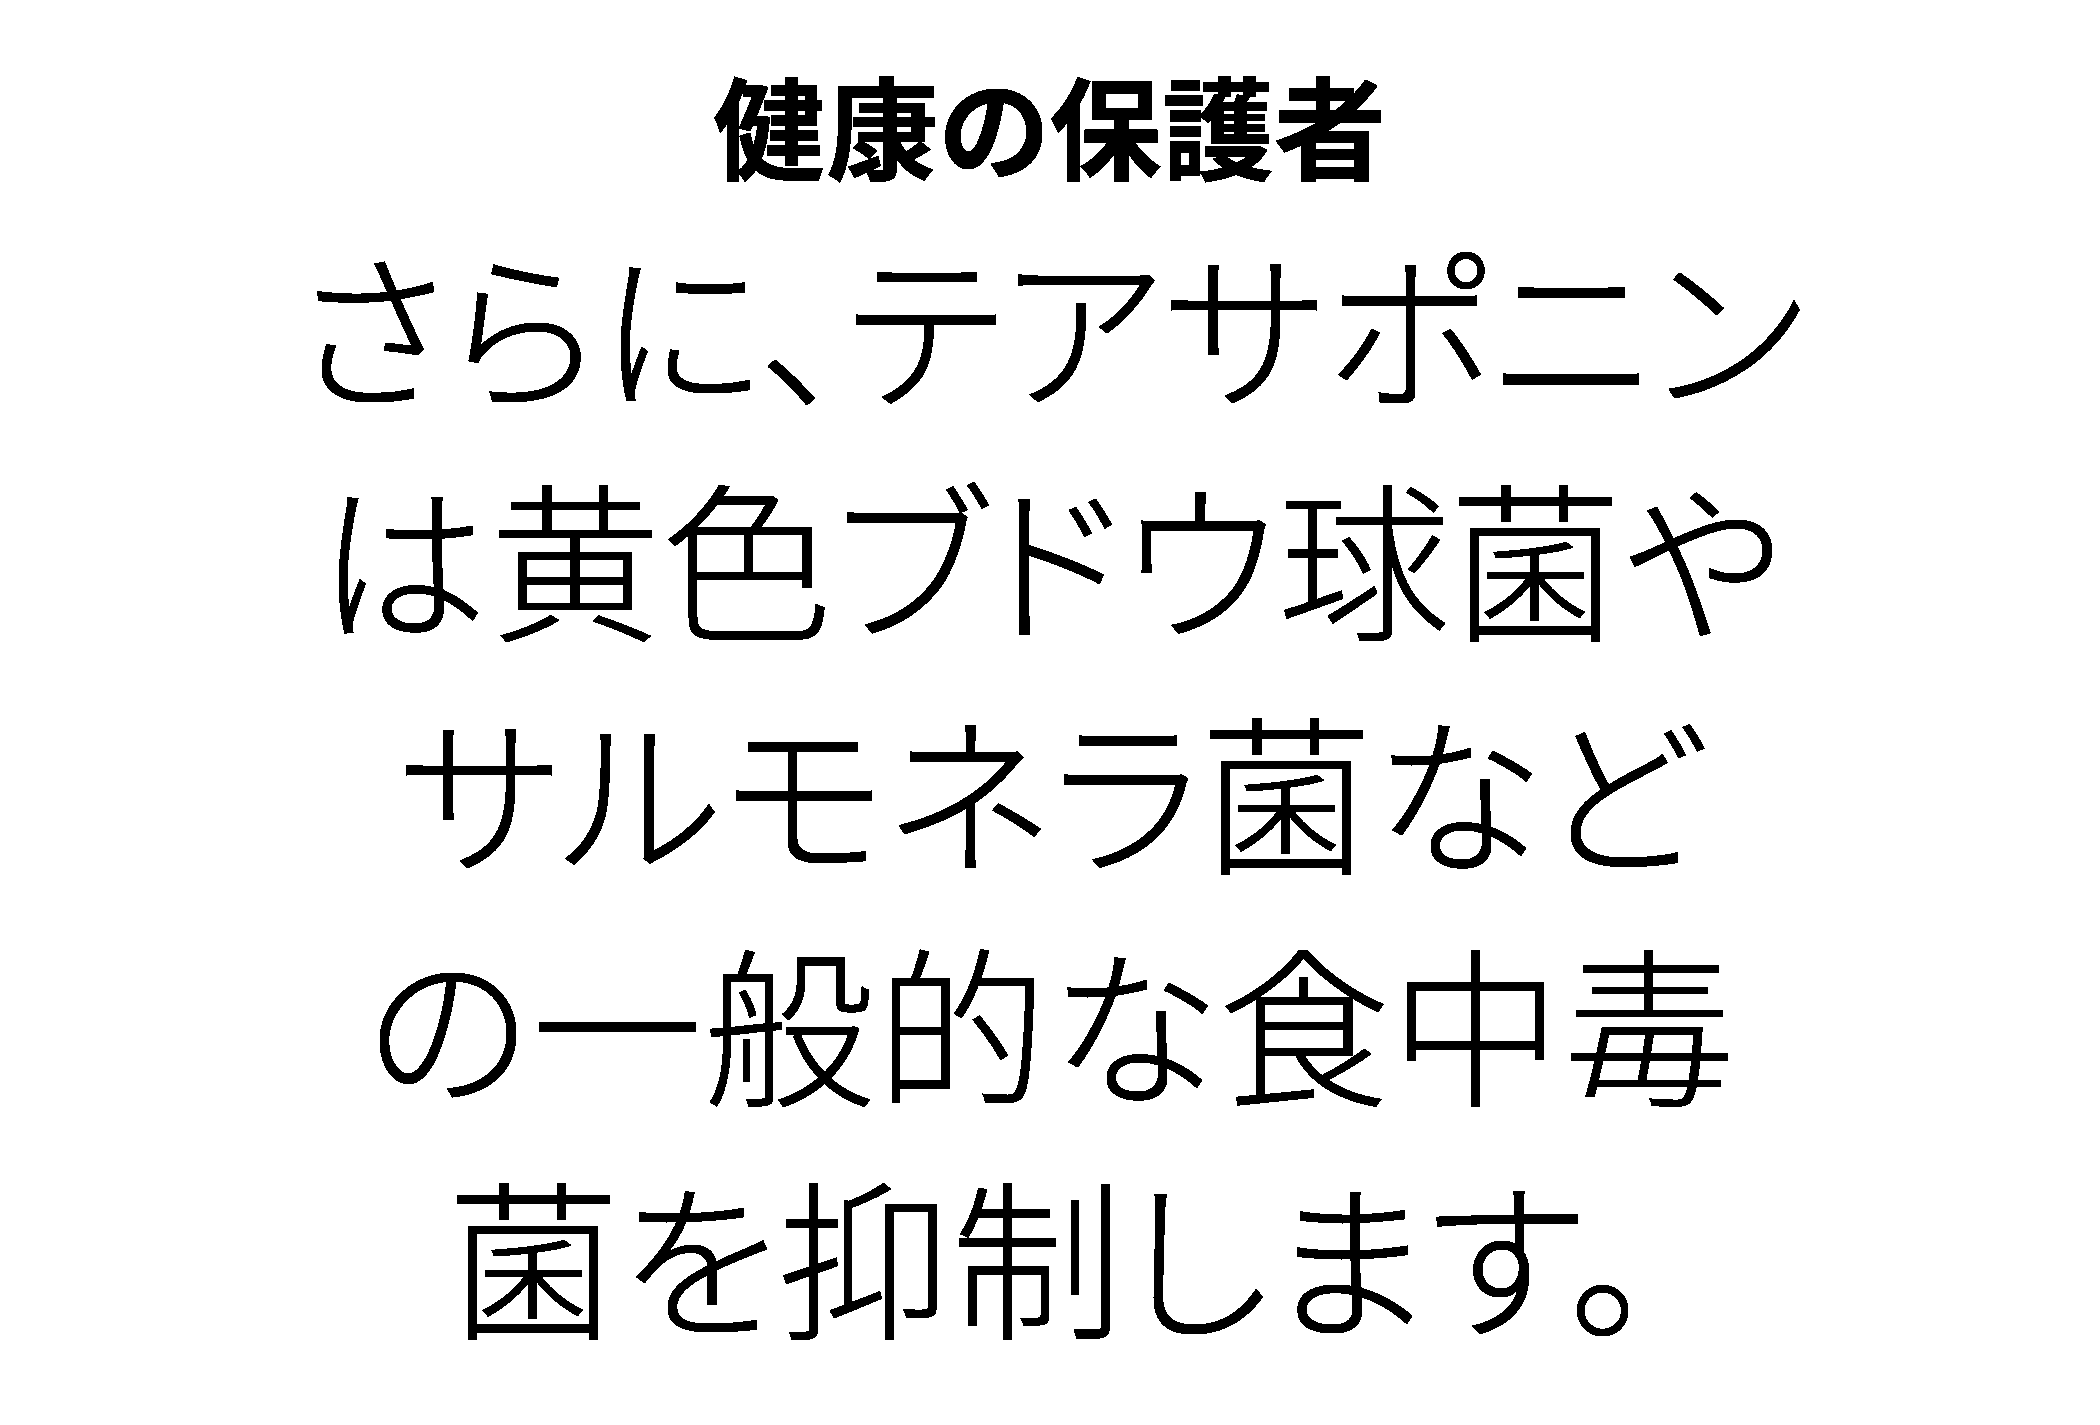 健康の保護者
さらに、テアサポニン
は黄色ブドウ球菌や
サルモネラ菌など
の一般的な食中毒
菌を抑制します。